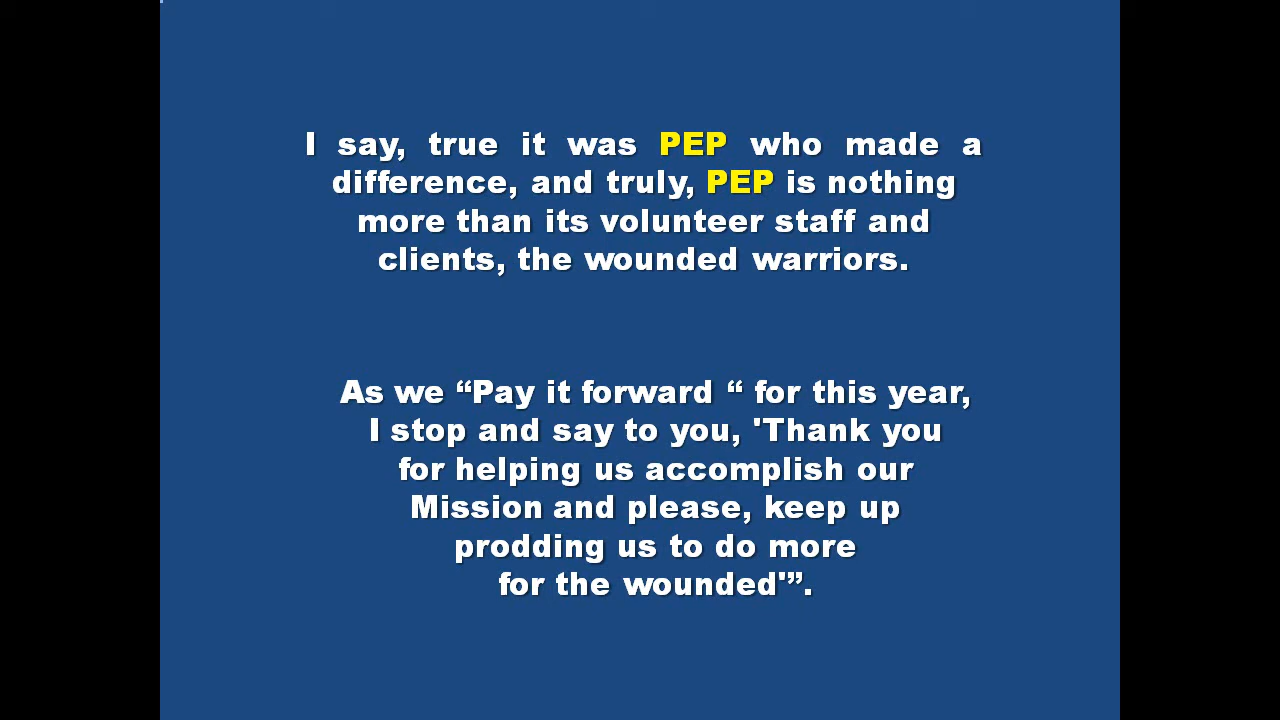 I say, true it was PEP who made a
difference, and truly, PEP is nothing
more than its volunteer staff and
clients, the wounded warriors.
As we “Pay it forward “ for this year,
I stop and say to you, 'Thank you
for helping us accomplish our
Mission and please, keep up
prodding us to do more
for the wounded'”.